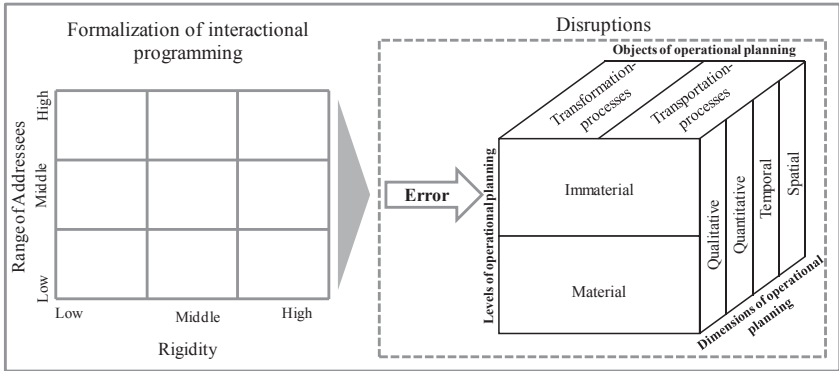 Formalization of interactional
programming
Range of Addressees
High
Middle
Low
Low
Middle
High
Rigidity
Disruptions
Error
Objects of operational planning
Transformation-
processes
Transportation-
processes
Levels of operational planning
Immaterial
Material
Qualitative
Quantitative
Temporal
Spatial
Dimensions of operational
planning